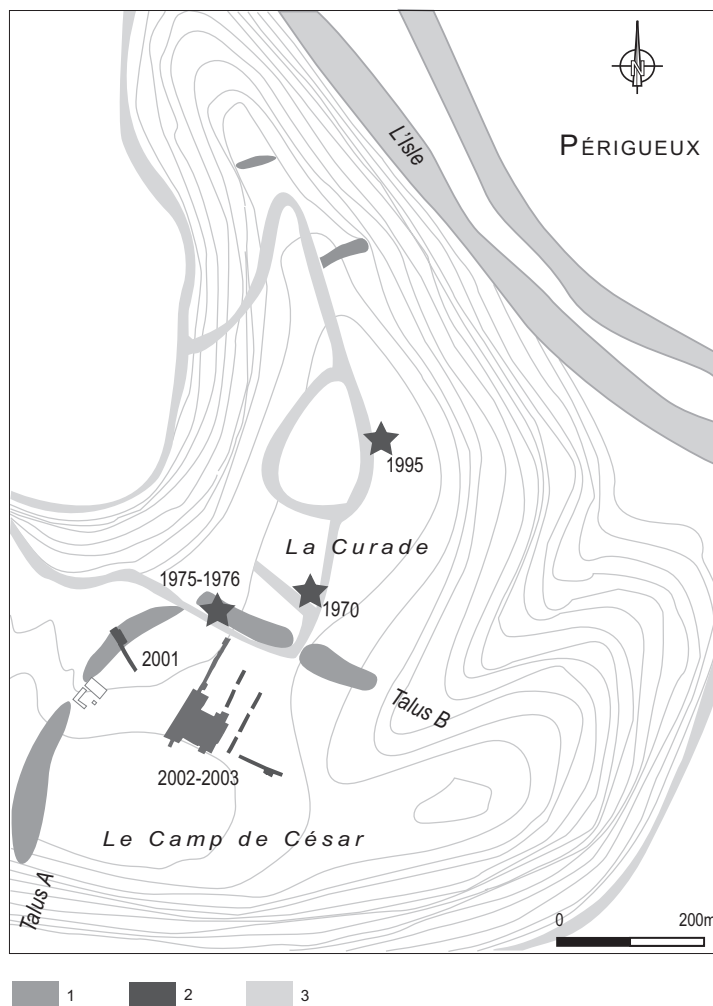 N
L'Isle
PÉRIGUEUX
1995
La Curade
1975-1976
1970
2001
Talus B
2002-2003
Le Camp de César
Talus A
0 200m
1 2 3